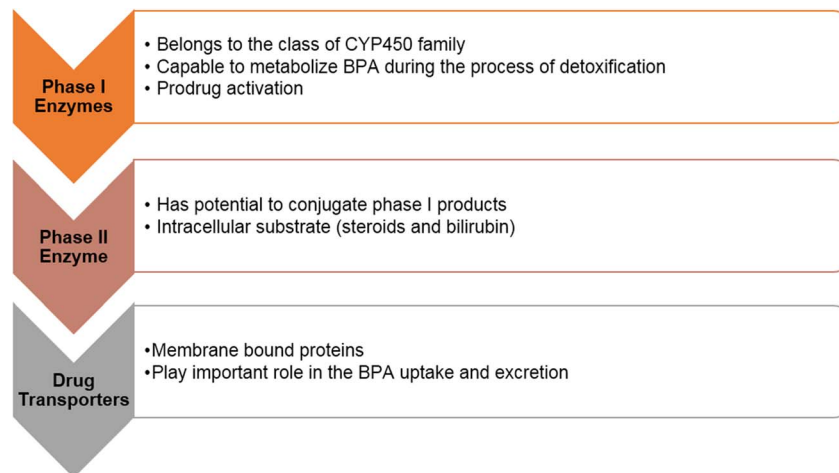 Phase I
Enzymes
• Belongs to the class of CYP450 family
• Capable to metabolize BPA during the process of detoxification
• Prodrug activation
Phase II
Enzyme
• Has potential to conjugate phase I products
• Intracellular substrate (steroids and bilirubin)
Drug
Transporters
•Membrane bound proteins
•Play important role in the BPA uptake and excretion